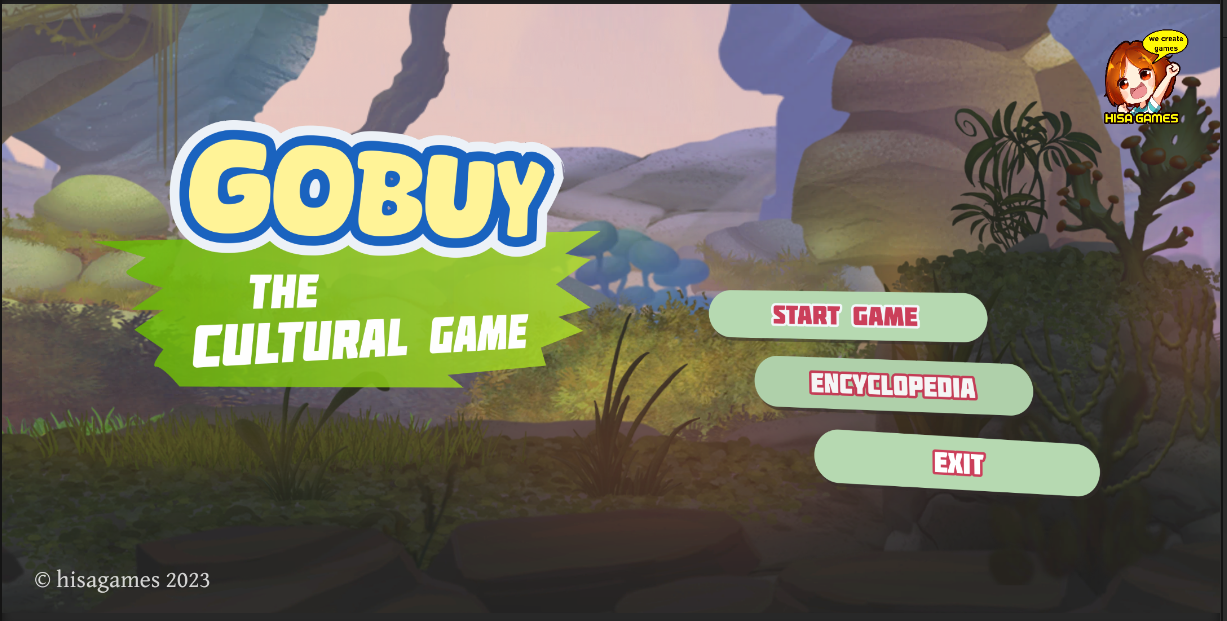 we create
games
HISA GAMES
GOBUY
THE
CULTURAL GAME
START GAME
ENCYCLOPEDIA
EXIT
© hisagames 2023